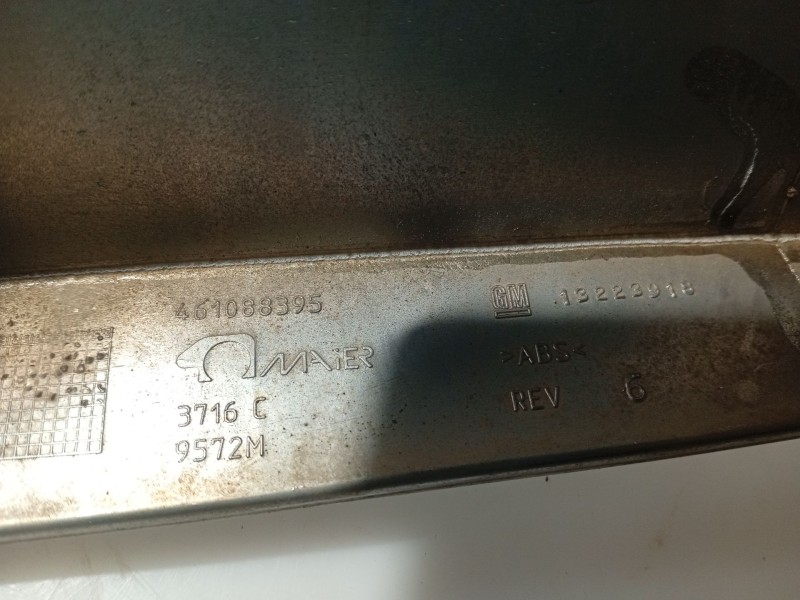 461088395
MAIER
3716 C
9572M
GM 13223918
>ABS<
REV 6